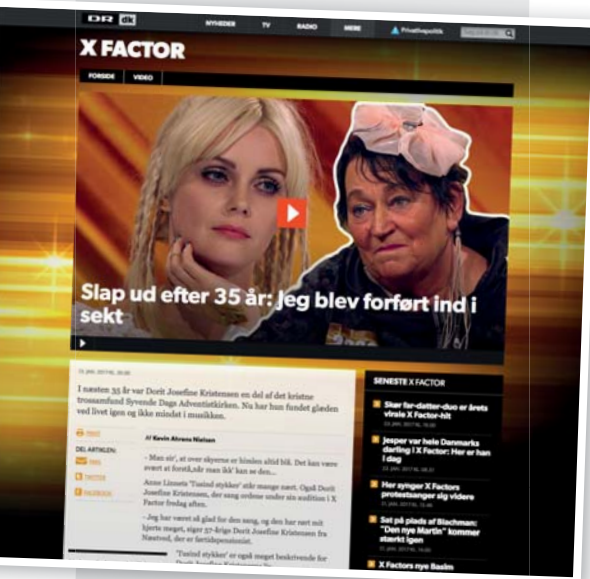 DR dk
NYHEDER TV RADIO MERE Privatlivspolitik
X FACTOR
FORSIDE VIDEO
Slap ud efter 35 år: Jeg blev forført ind i
sekt
I næsten 35 år var Dorit Josefine Kristensen en del af det kristne
trossamfund Syvende Dags Adventistkirken. Nu har hun fundet glæden
ved livet igen og ikke mindst i musikken.
PRINT
Af Kevin Ahrens Nielsen
DEL ARTIKLEN:
MAIL
TWITTER
FACEBOOK
- Man sir', at over skyerne er himlen altid blå. Det kan være
svært at forstå, når man ikk' kan se den...
Anne Linnets 'Tusind stykker' står mange nært. Også Dorit
Josefine Kristensen, der sang ordene under sin audition i X
Factor fredag aften.
- Jeg har været så glad for den sang, og den har rørt mit
hjerte meget, siger 57-årige Dorit Josefine Kristensen fra
Næstved, der er førtidspensionist.
'Tusind stykker' er også meget beskrivende for
SENESTE X FACTOR
Skør far-datter-duo er årets
virale X Factor-hit
Jesper var hele Danmarks
darling i X Factor: Her er han
i dag
Her synger X Factors
protestsanger sig videre
Sat på plads af Blachman:
"Den nye Martin" kommer
stærkt igen
X Factors nye Basim